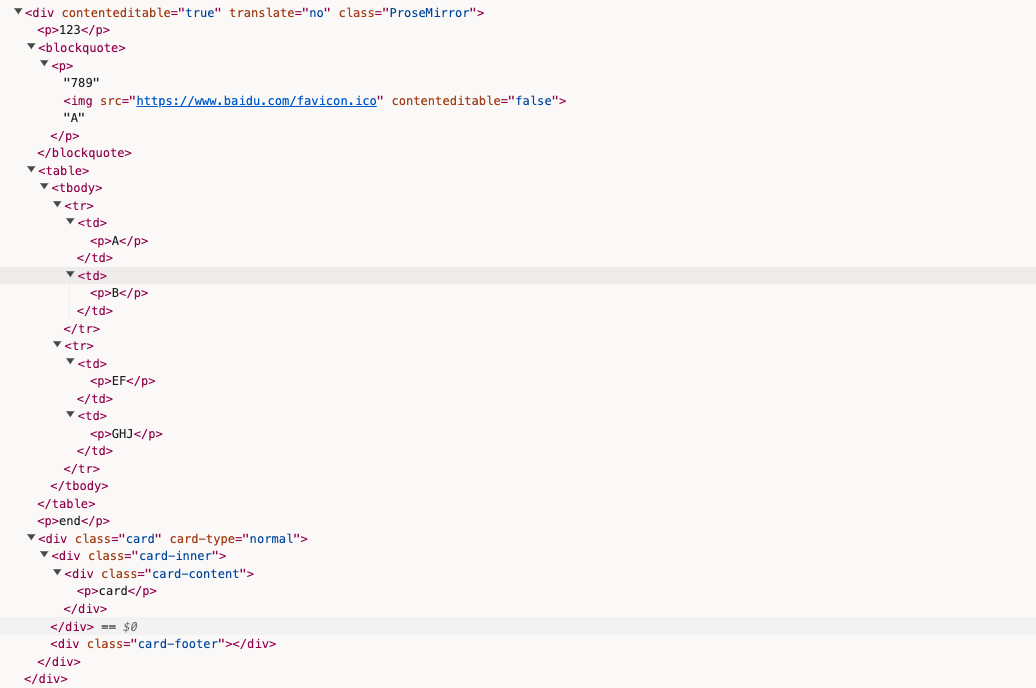 <div contenteditable="true" translate="no" class="ProseMirror">
<p>123</p>
<blockquote>
<p>
"789"
<img src="https://www.baidu.com/favicon.ico" contenteditable="false">
"A"
</p>
</blockquote>
<table>
<tbody>
<tr>
<td>
<p>A</p>
</td>
<td>
<p>B</p>
</td>
</tr>
<tr>
<td>
<p>EF</p>
</td>
<td>
<p>GHJ</p>
</td>
</tr>
</tbody>
</table>
<p>end</p>
<div class="card" card-type="normal">
<div class="card-inner">
<div class="card-content">
<p>card</p>
</div>
</div> == $0
<div class="card-footer"></div>
</div>
</div>